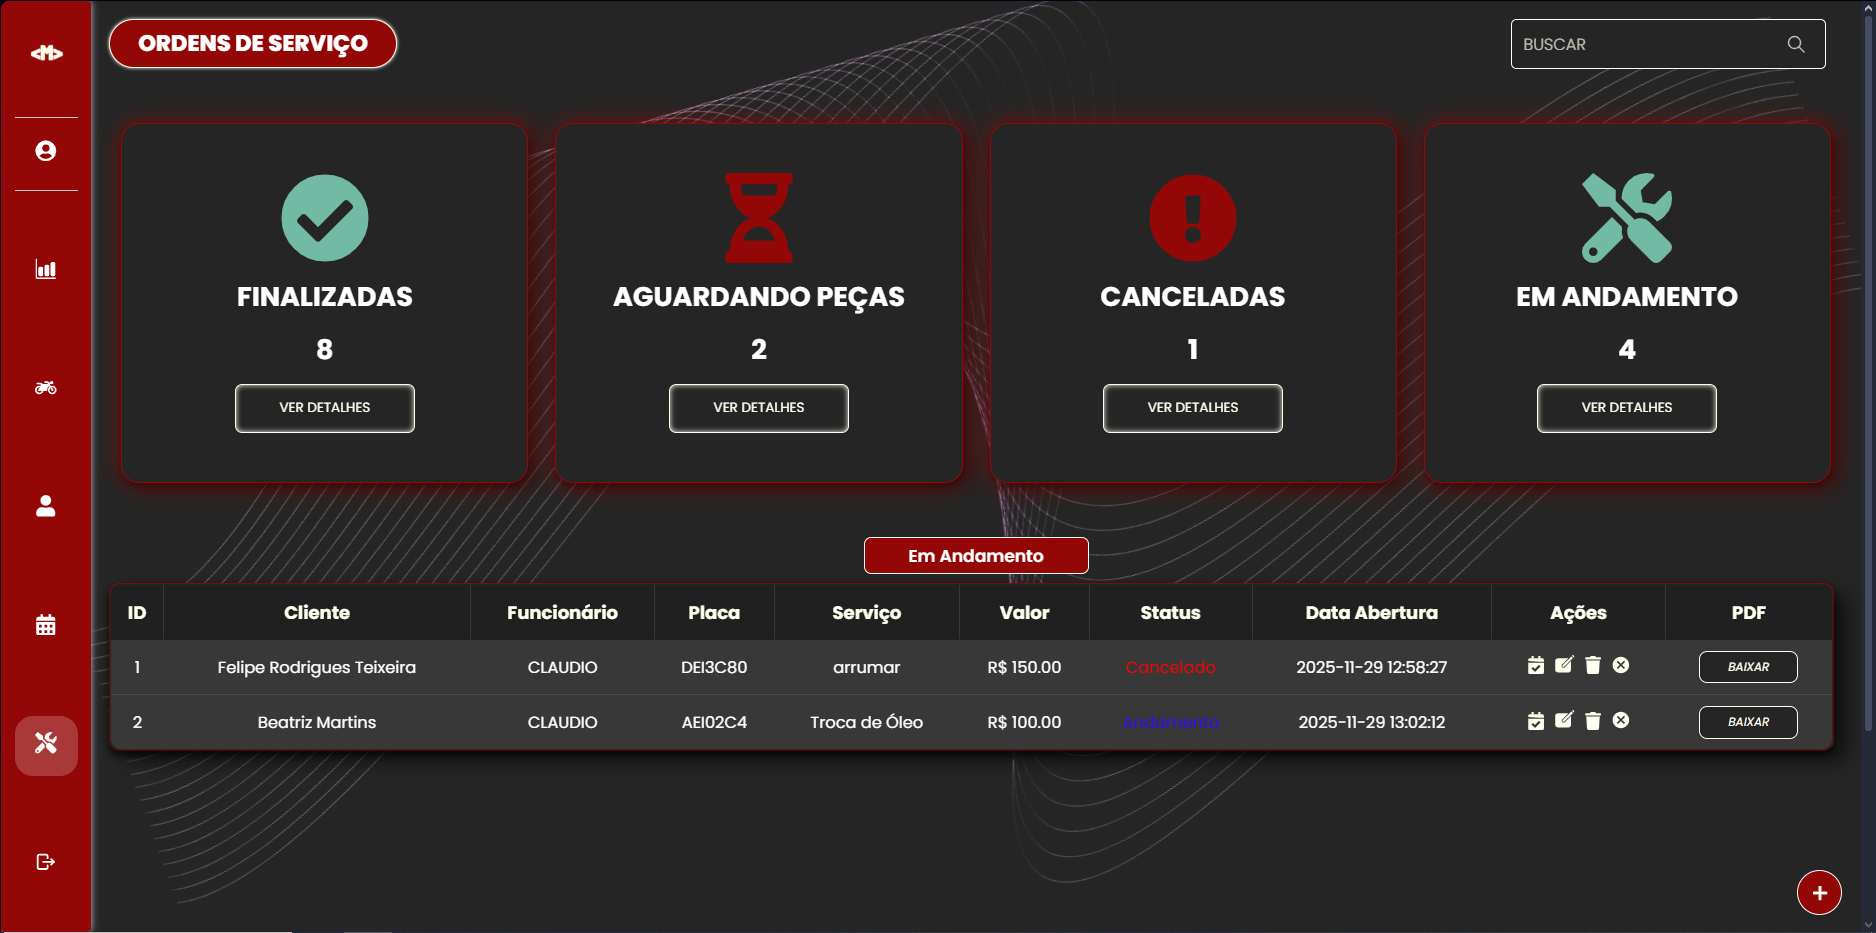 ORDENS DE SERVIÇO
BUSCAR
FINALIZADAS
8
VER DETALHES
AGUARDANDO PEÇAS
2
VER DETALHES
CANCELADAS
1
VER DETALHES
EM ANDAMENTO
4
VER DETALHES
Em Andamento
ID Cliente Funcionário Placa Serviço Valor Status Data Abertura Ações PDF
1 Felipe Rodrigues Teixeira CLAUDIO DEI3C80 arrumar R$ 150.00 Cancelado 2025-11-29 12:58:27 BAIXAR
2 Beatriz Martins CLAUDIO AEI02C4 Troca de Óleo R$ 100.00 Andamento 2025-11-29 13:02:12 BAIXAR